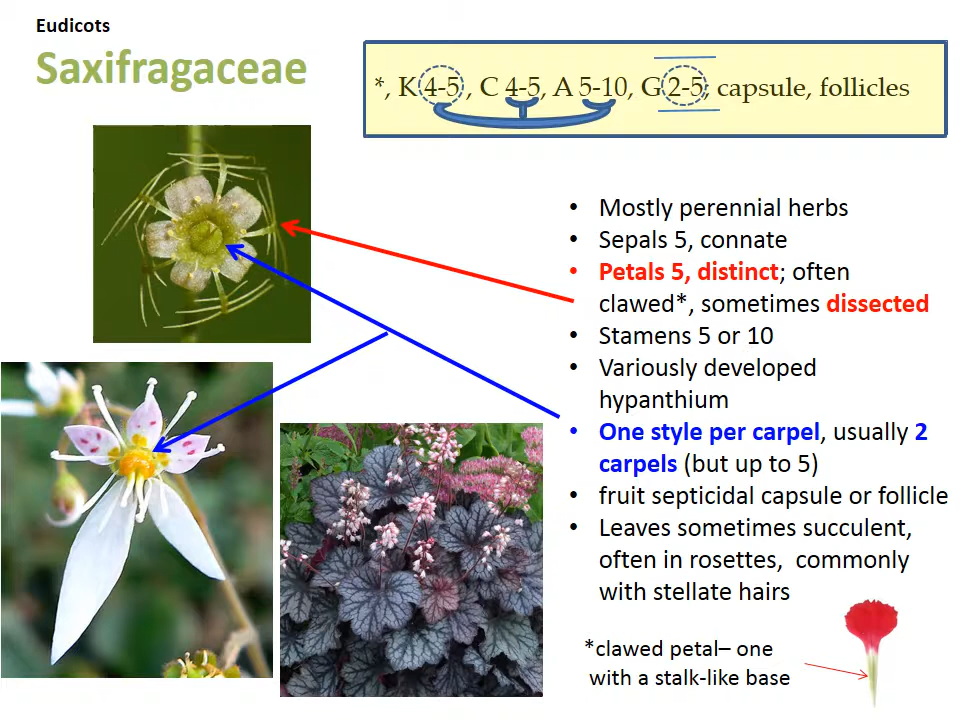 Eudicots
Saxifragaceae
*, K 4-5, C 4-5, A 5-10, G 2-5; capsule, follicles
• Mostly perennial herbs
• Sepals 5, connate
• Petals 5, distinct; often
clawed*, sometimes dissected
• Stamens 5 or 10
• Variously developed
hypanthium
• One style per carpel, usually 2
carpels (but up to 5)
• fruit septicidal capsule or follicle
• Leaves sometimes succulent,
often in rosettes, commonly
with stellate hairs
*clawed petal– one
with a stalk-like base